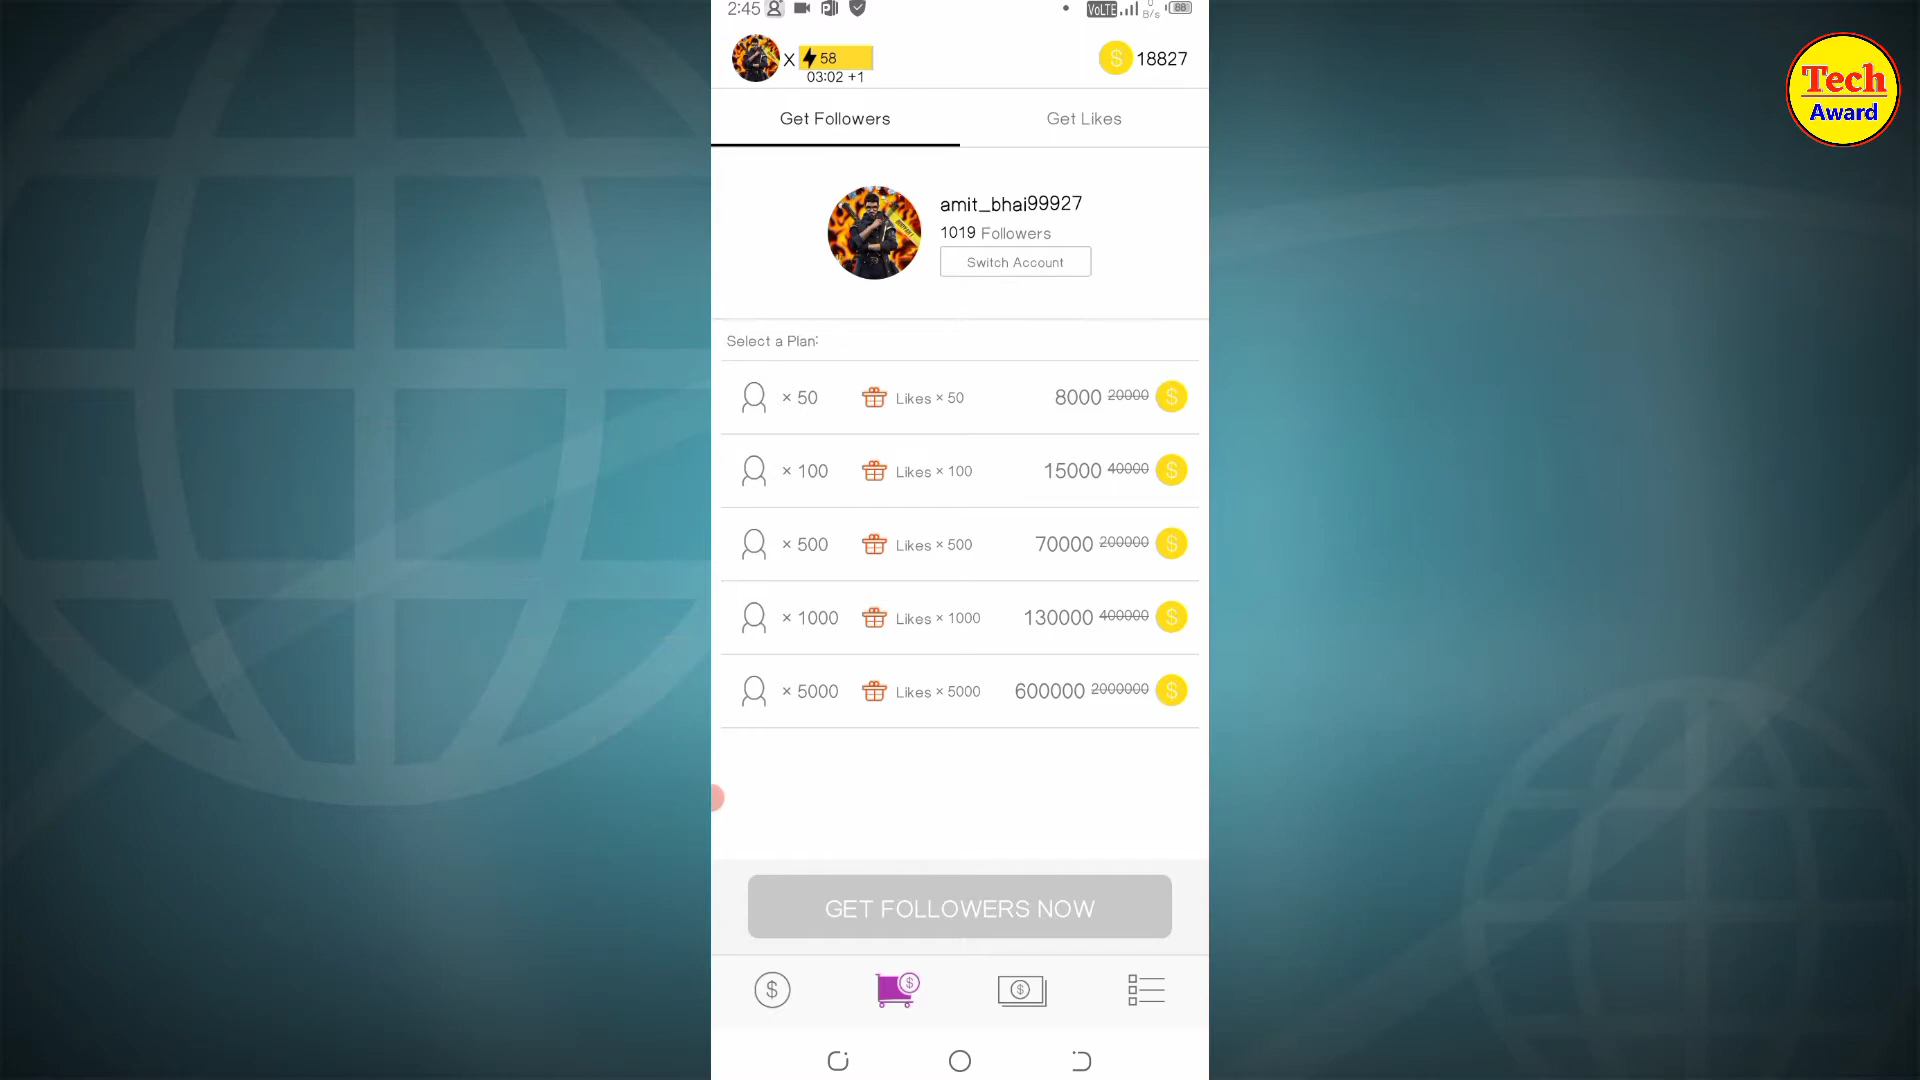 2:45
VoLTE
0
B/s
88
X
58
03:02 +1
$ 18827
Tech
Award
Get Followers
Get Likes
amit_bhai99927
1019 Followers
Switch Account
Select a Plan:
× 50 Likes × 50 8000 20000 $
× 100 Likes × 100 15000 40000 $
× 500 Likes × 500 70000 200000 $
× 1000 Likes × 1000 130000 400000 $
× 5000 Likes × 5000 600000 2000000 $
GET FOLLOWERS NOW
$ $ $